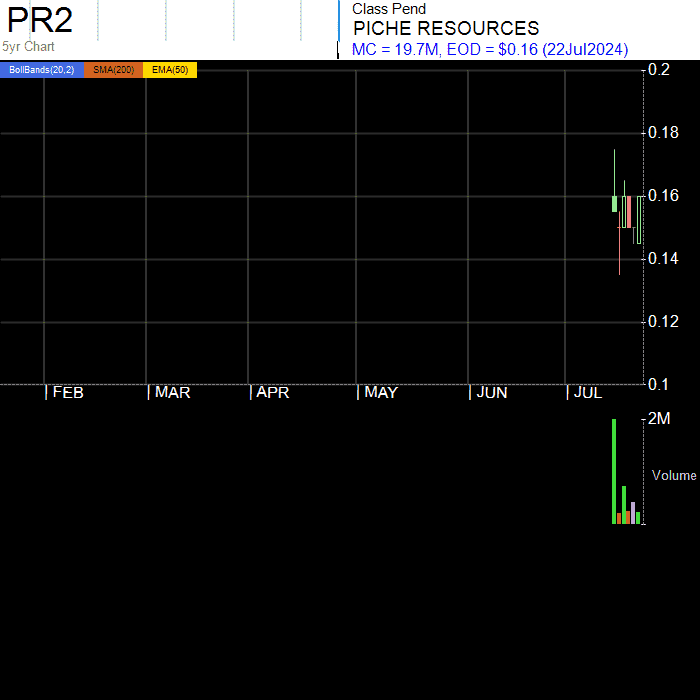 PR2
5yr Chart
Class Pend
PICHE RESOURCES
MC = 19.7M, EOD = $0.16 (22Jul2024)
BollBands(20,2) SMA(200) EMA(50)
0.2
0.18
0.16
0.14
0.12
0.1
FEB MAR APR MAY JUN JUL
2M
Volume